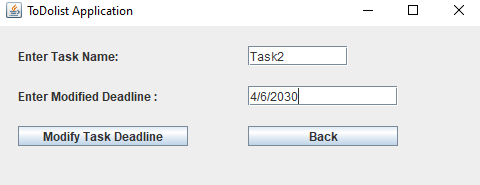 ToDolist Application
Enter Task Name: Task2
Enter Modified Deadline : 4/6/2030
Modify Task Deadline Back